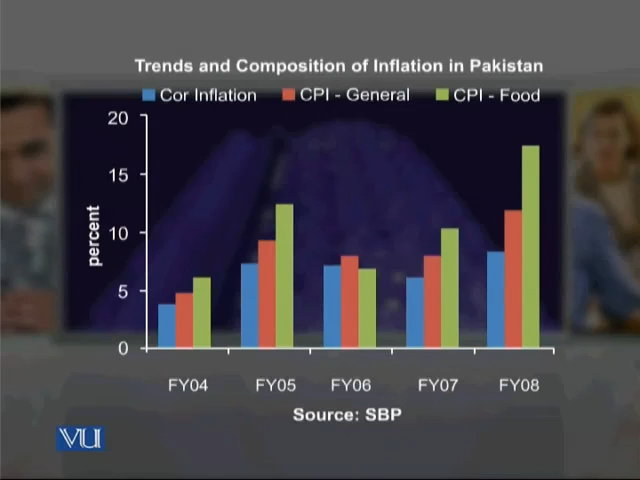 Trends and Composition of Inflation in Pakistan
Cor Inflation CPI - General CPI - Food
20
15
10
5
0
percent
FY04 FY05 FY06 FY07 FY08
Source: SBP
VU